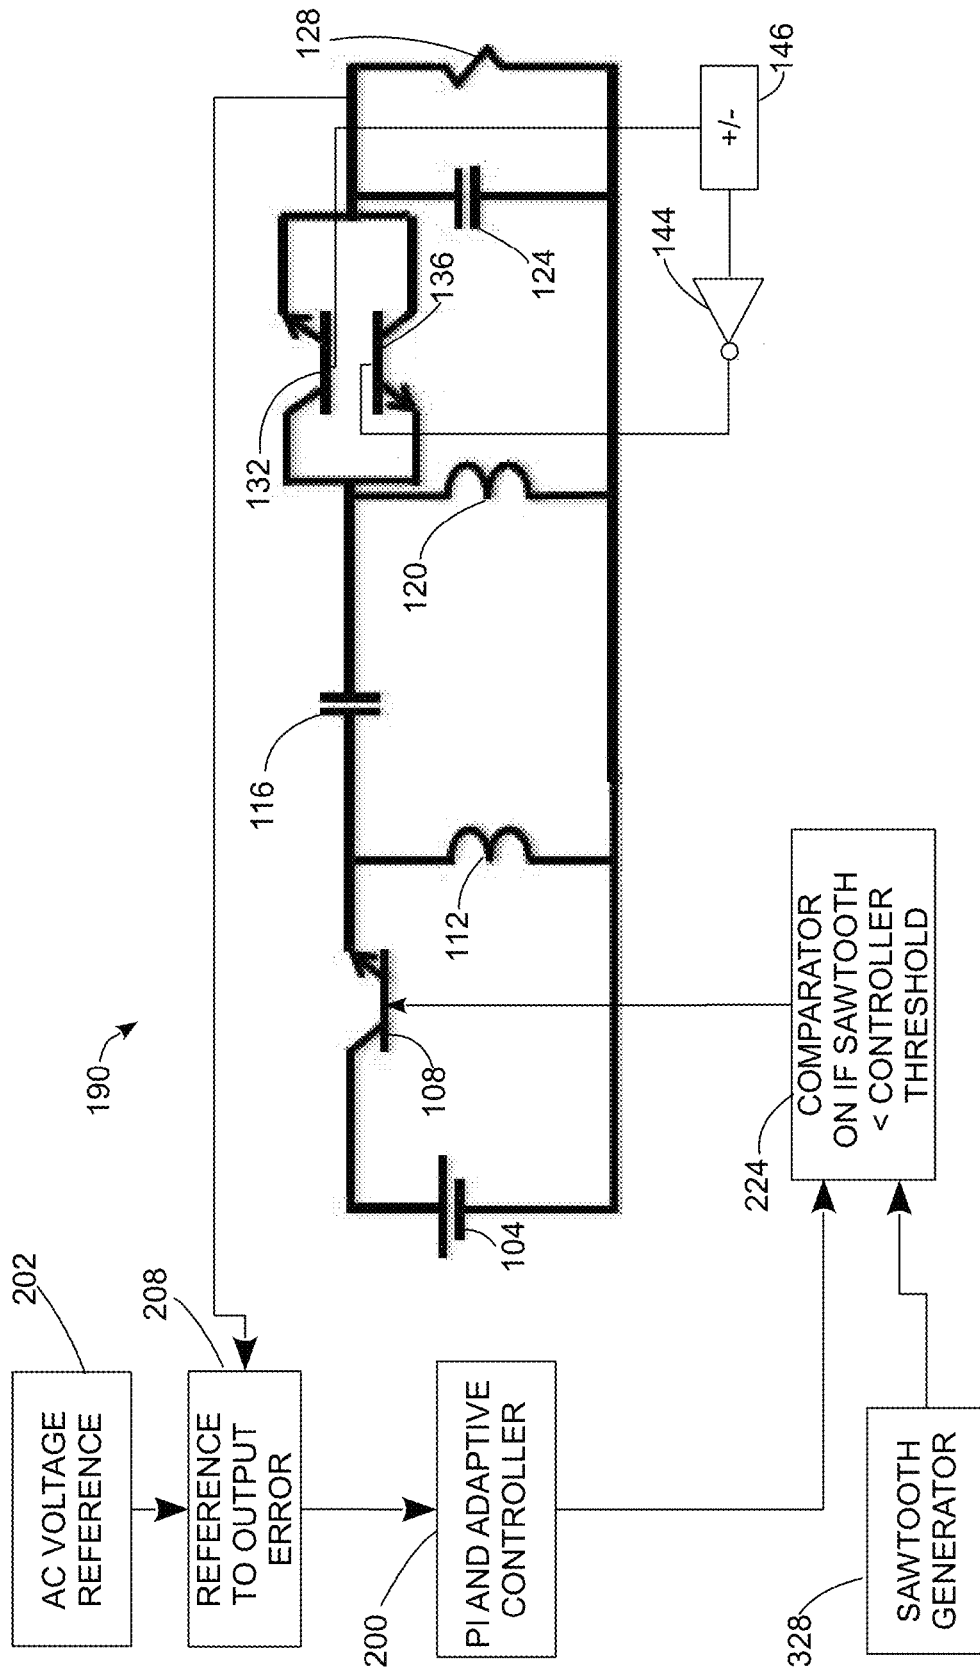 202
AC VOLTAGE
REFERENCE
208
REFERENCE
TO OUTPUT
ERROR
200
PI AND ADAPTIVE
CONTROLLER
328
SAWTOOTH
GENERATOR
190
104
108
224
COMPARATOR
ON IF SAWTOOTH
< CONTROLLER
THRESHOLD
112
116
120
132
136
124
128
144
+/-
146